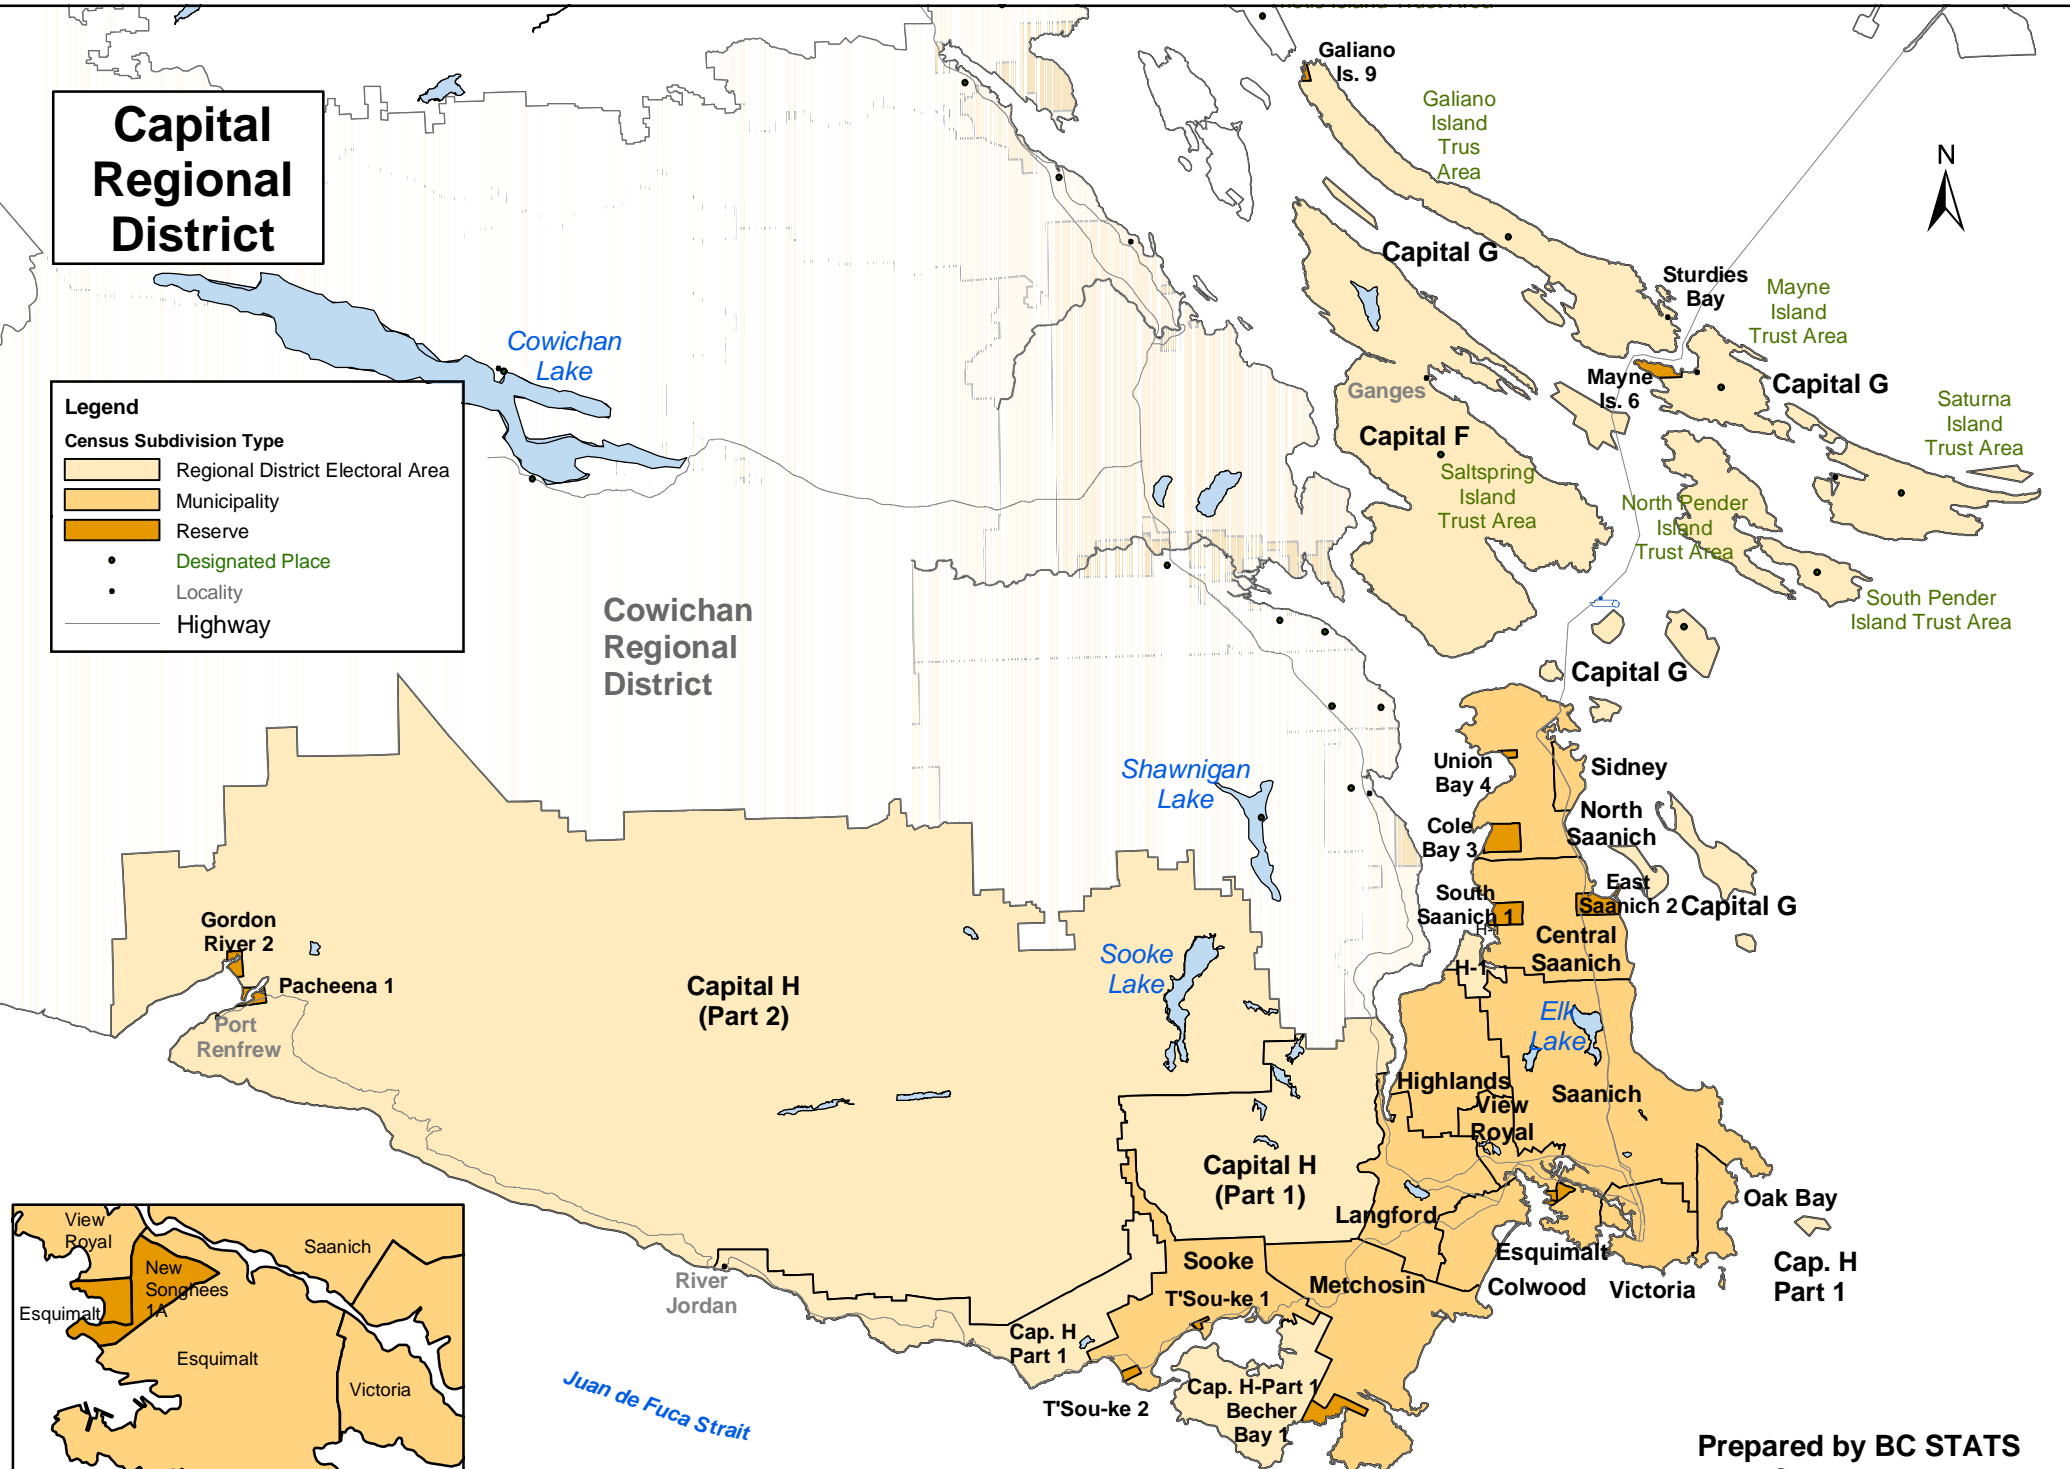 Capital
Regional
District
Legend
Census Subdivision Type
Regional District Electoral Area
Municipality
Reserve
Designated Place
Locality
Highway
Galiano
Is. 9
Galiano
Island
Trus
Area
N
Capital G
Sturdies
Bay
Mayne
Island
Trust Area
Cowichan
Lake
Mayne
Is. 6
Capital G
Ganges
Saturna
Island
Trust Area
Capital F
Saltspring
Island
Trust Area
North Pender
Island
Trust Area
South Pender
Island Trust Area
Cowichan
Regional
District
Capital G
Shawnigan
Lake
Union
Bay 4
Sidney
North
Saanich
Cole
Bay 3
East
Saanich 2
Capital G
South
Saanich 1
H-1
Central
Saanich
H-1
Gordon
River 2
Pacheena 1
Port
Renfrew
Capital H
(Part 2)
Sooke
Lake
Elk
Lake
Highlands
View
Royal
Saanich
Capital H
(Part 1)
Langford
Oak Bay
Esquimalt
Colwood
Victoria
Cap. H
Part 1
Sooke
Metchosin
T'Sou-ke 1
River
Jordan
Cap. H
Part 1
T'Sou-ke 2
Cap. H-Part 1
Becher
Bay 1
Juan de Fuca Strait
View
Royal
Saanich
New
Songhees
1A
Esquimalt
Esquimalt
Victoria
Prepared by BC STATS